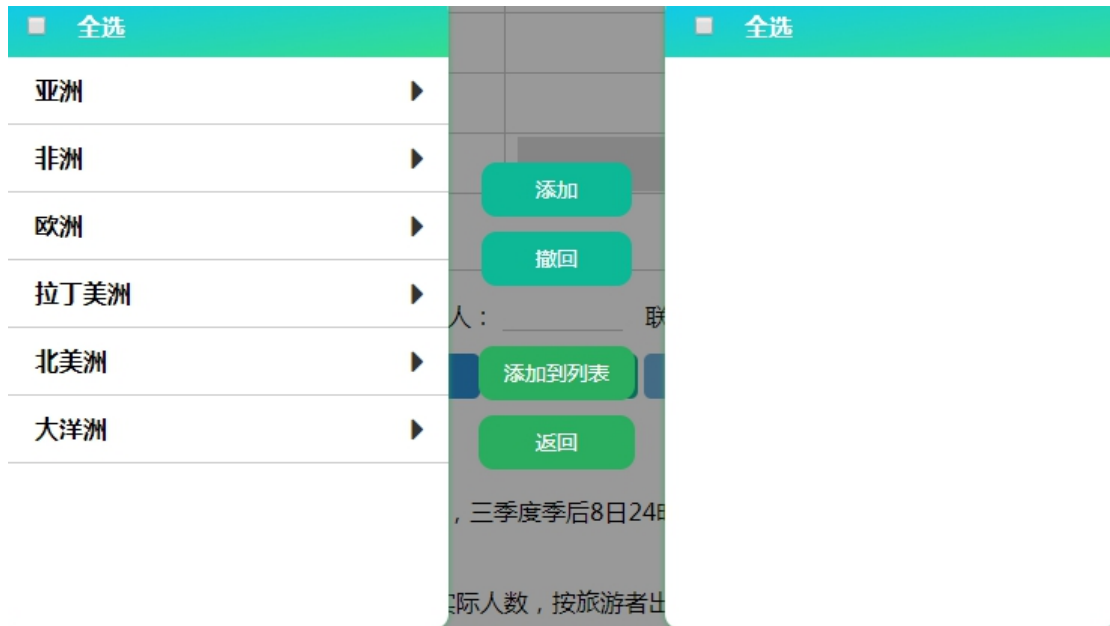 全选
亚洲
非洲
欧洲
拉丁美洲
北美洲
大洋洲
添加
撤回
人： 联
添加到列表
返回
，三季度季后8日24时
实际人数，按旅游者出
全选